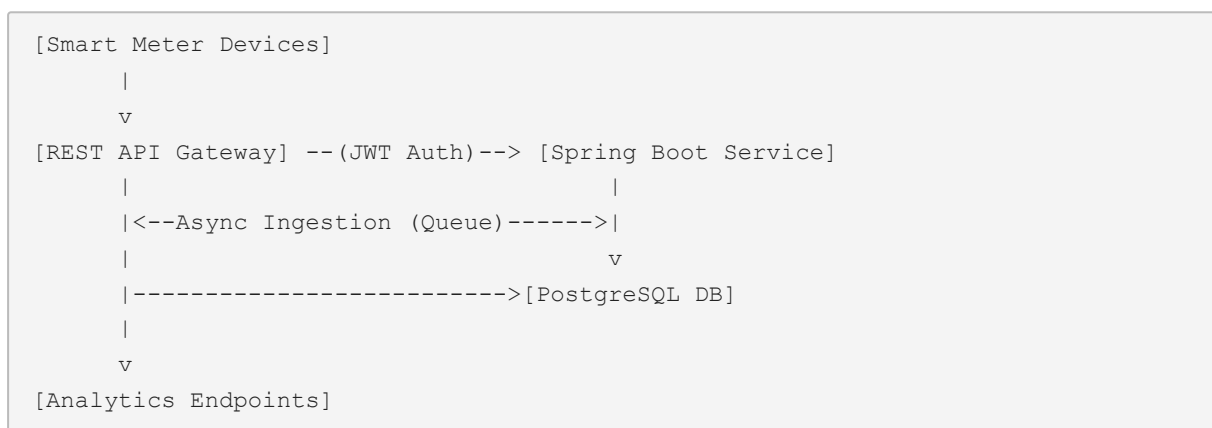 [Smart Meter Devices]
      |
      v
[REST API Gateway] --(JWT Auth)--> [Spring Boot Service]
      |                                 |
      |<--Async Ingestion (Queue)------>|
      |                                 v
      |-------------------------->[PostgreSQL DB]
      |
      v
[Analytics Endpoints]